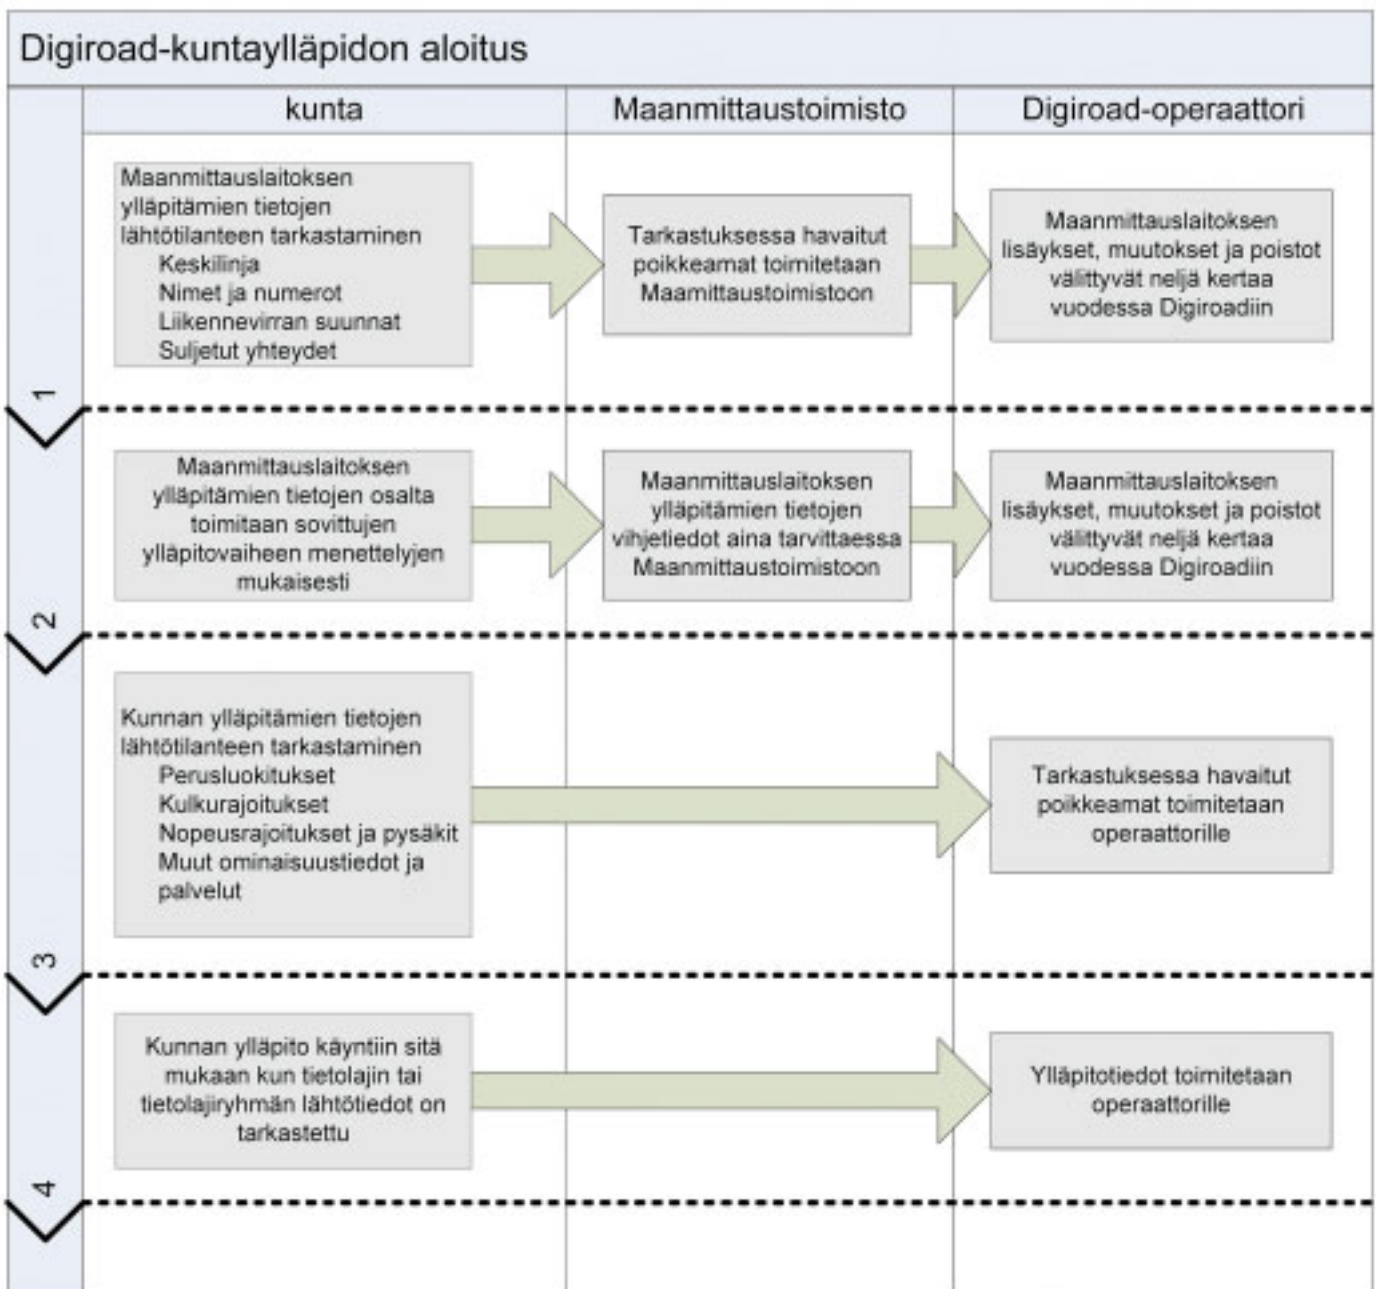 Digiroad-kuntaylläpidon aloitus
kunta
Maanmittaustoimisto
Digiroad-operaattori
1
Maanmittauslaitoksen
ylläpitämien tietojen
lähtötilanteen tarkastaminen
Keskilinja
Nimet ja numerot
Liikennevirran suunnat
Suljetut yhteydet
Tarkastuksessa havaitut
poikkeamat toimitetaan
Maamittaustoimistoon
Maanmittauslaitoksen
lisäykset, muutokset ja poistot
välittyvät neljä kertaa
vuodessa Digiroadiin
2
Maanmittauslaitoksen
ylläpitämien tietojen osalta
toimitaan sovittujen
ylläpitovaiheen menettelyjen
mukaisesti
Maanmittauslaitoksen
ylläpitämien tietojen
vihjetiedot aina tarvittaessa
Maanmittaustoimistoon
Maanmittauslaitoksen
lisäykset, muutokset ja poistot
välittyvät neljä kertaa
vuodessa Digiroadiin
3
Kunnan ylläpitämien tietojen
lähtötilanteen tarkastaminen
Perusluokitukset
Kulkurajoitukset
Nopeusrajoitukset ja pysäkit
Muut ominaisuustiedot ja
palvelut
Tarkastuksessa havaitut
poikkeamat toimitetaan
operaattorille
4
Kunnan ylläpito käyntiin sitä
mukaan kun tietolajin tai
tietolajiryhmän lähtötiedot on
tarkastettu
Ylläpitotiedot toimitetaan
operaattorille